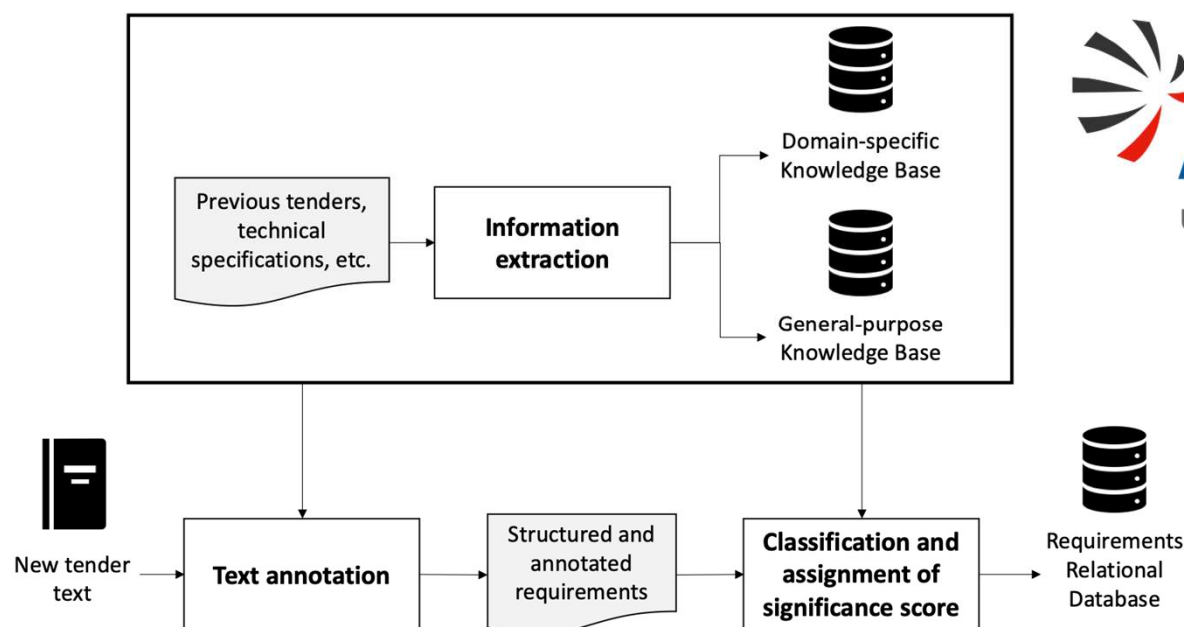 Domain-specific
Knowledge Base
Previous tenders,
technical
specifications, etc.
Information
extraction
General-purpose
Knowledge Base
New tender
text
Text annotation
Structured and
annotated
requirements
Classification and
assignment of
significance score
Requirements
Relational
Database